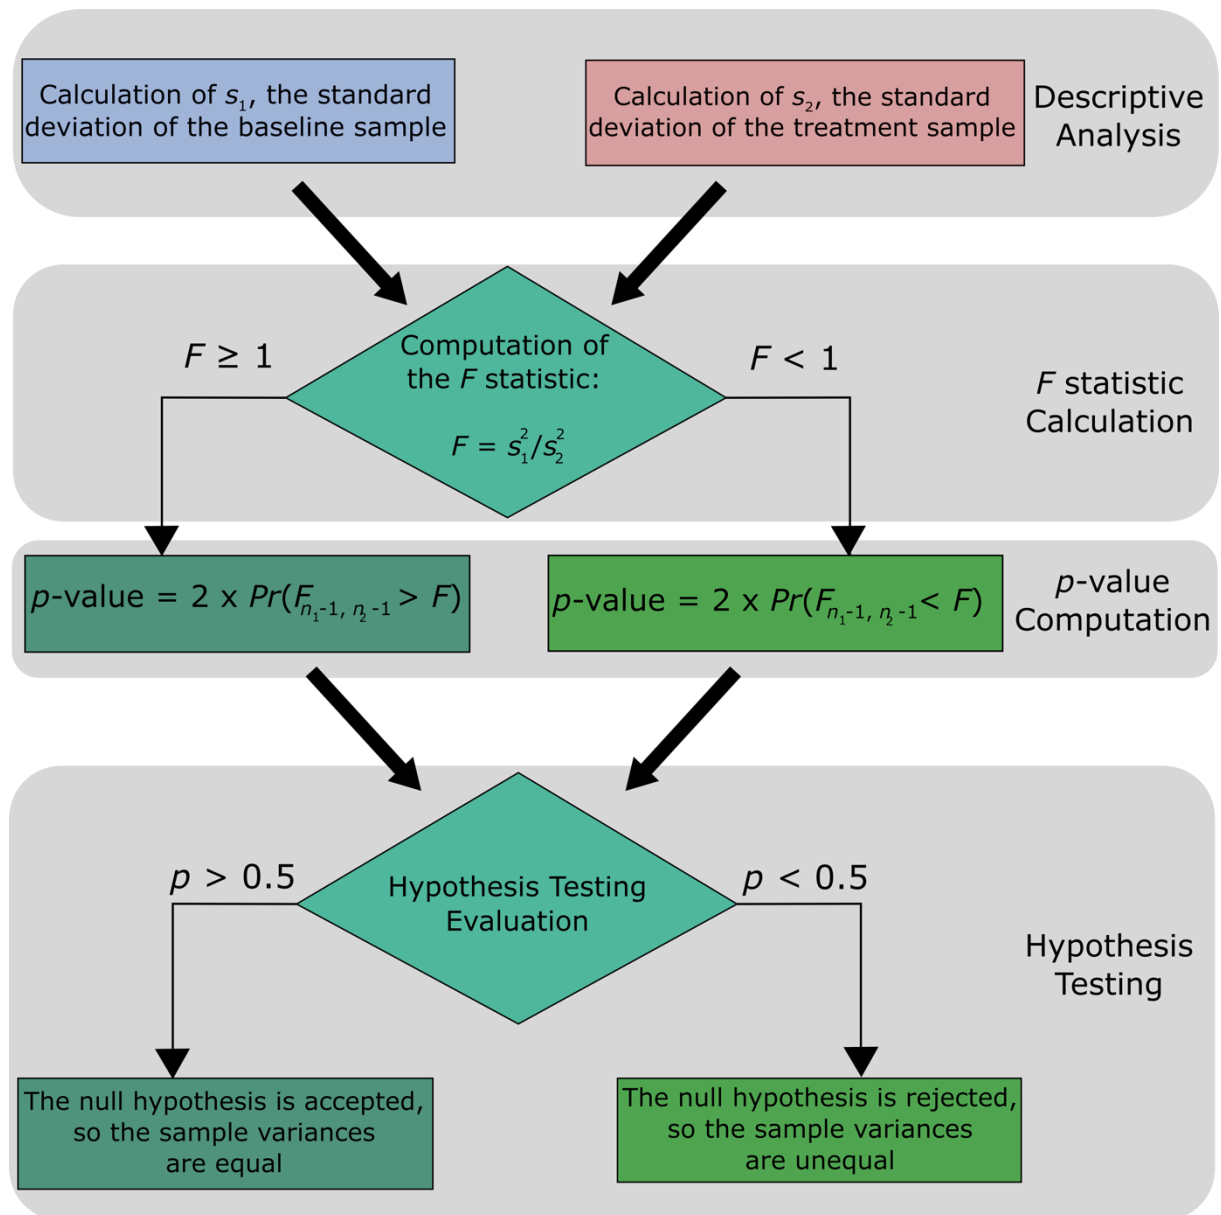 Calculation of s₁, the standard
deviation of the baseline sample
Calculation of s₂, the standard
deviation of the treatment sample
Descriptive
Analysis
F ≥ 1
Computation of
the F statistic:
F = s₁²/s₂²
F < 1
F statistic
Calculation
p-value = 2 x Pr(Fₙ₁₋₁, ₙ₂₋₁ > F)
p-value = 2 x Pr(Fₙ₁₋₁, ₙ₂₋₁ < F)
p-value
Computation
p > 0.5
Hypothesis Testing
Evaluation
p < 0.5
Hypothesis
Testing
The null hypothesis is accepted,
so the sample variances
are equal
The null hypothesis is rejected,
so the sample variances
are unequal